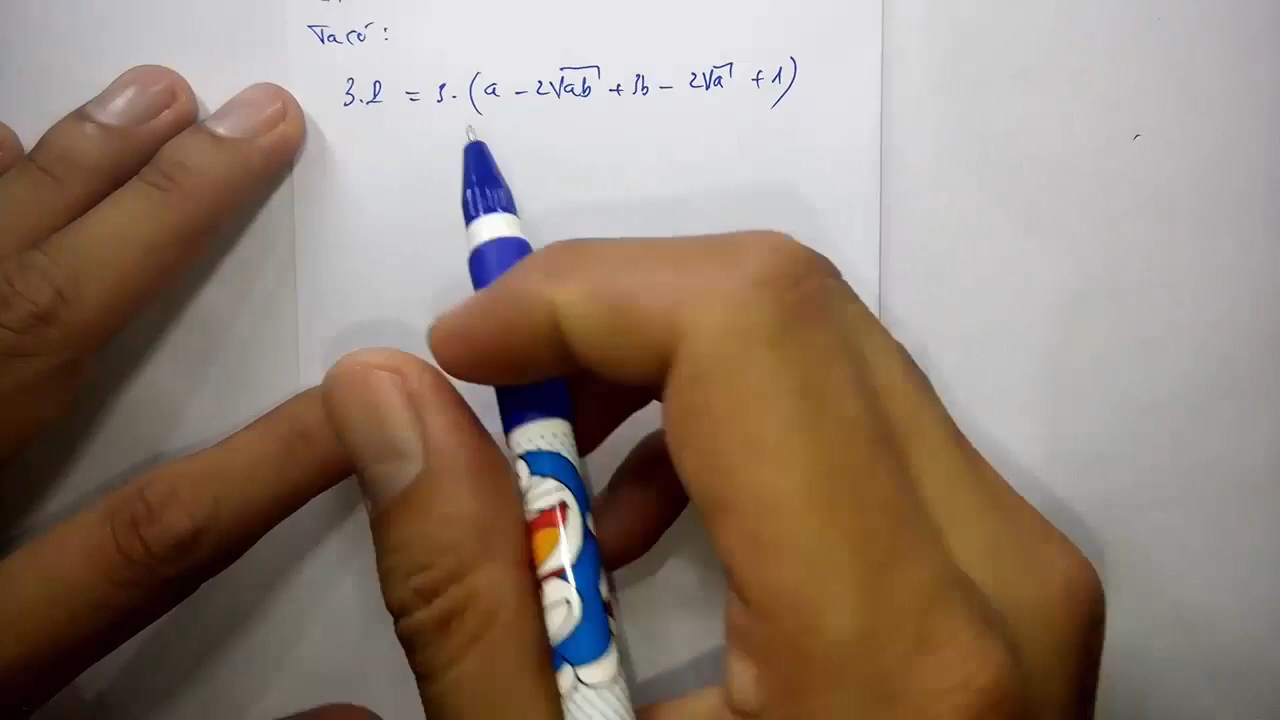 Ta có :
3.P = 3. (a - 2√ab + 3b - 2√a + 1)